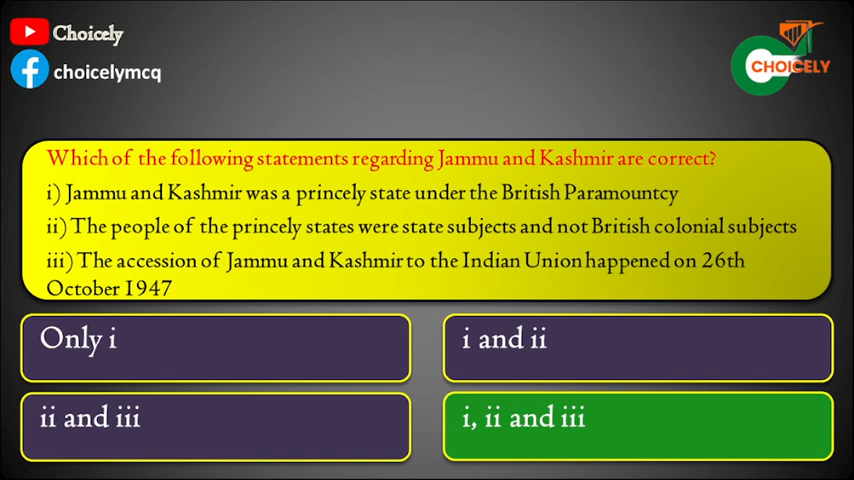 Choicely
choicelymcq
CHOICELY
Which of the following statements regarding Jammu and Kashmir are correct?
i) Jammu and Kashmir was a princely state under the British Paramountcy
ii) The people of the princely states were state subjects and not British colonial subjects
iii) The accession of Jammu and Kashmir to the Indian Union happened on 26th
October 1947
Only i
i and ii
ii and iii
i, ii and iii